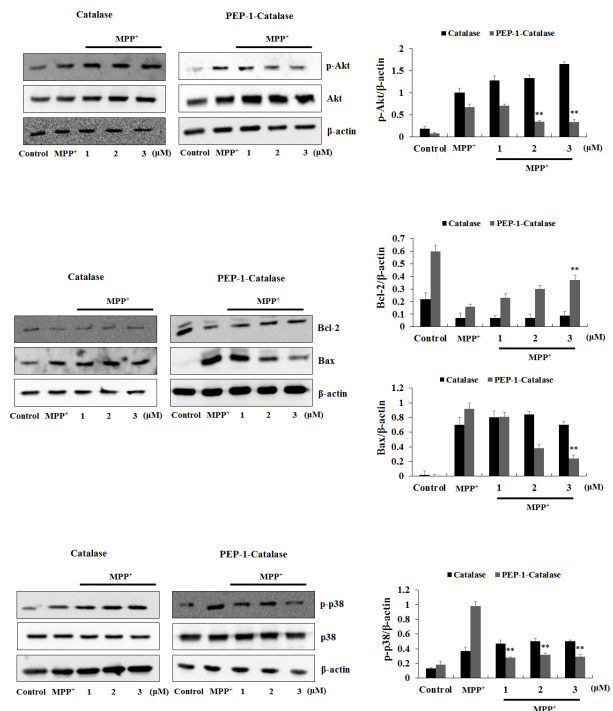 Catalase PEP-1-Catalase
MPP⁺ MPP⁺
p-Akt
Akt
β-actin
Control MPP⁺ 1 2 3 (μM) Control MPP⁺ 1 2 3 (μM)
Catalase PEP-1-Catalase
p-Akt/β-actin
2
1.5
1
0.5
0
** **
Control MPP⁺ 1 2 3 (μM)
MPP⁺
Catalase PEP-1-Catalase
MPP⁺ MPP⁺
Bcl-2
Bax
β-actin
Control MPP⁺ 1 2 3 (μM) Control MPP⁺ 1 2 3 (μM)
Catalase PEP-1-Catalase
Bcl-2/β-actin
0.7
0.6
0.5
0.4
0.3
0.2
0.1
0
**
Control MPP⁺ 1 2 3 (μM)
MPP⁺
Catalase PEP-1-Catalase
Bax/β-actin
1.2
1
0.8
0.6
0.4
0.2
0
**
Control MPP⁺ 1 2 3 (μM)
MPP⁺
Catalase PEP-1-Catalase
MPP⁺ MPP⁺
p-p38
p38
β-actin
Control MPP⁺ 1 2 3 (μM) Control MPP⁺ 1 2 3 (μM)
Catalase PEP-1-Catalase
p-p38/β-actin
1.2
1
0.8
0.6
0.4
0.2
0
** ** **
Control MPP⁺ 1 2 3 (μM)
MPP⁺